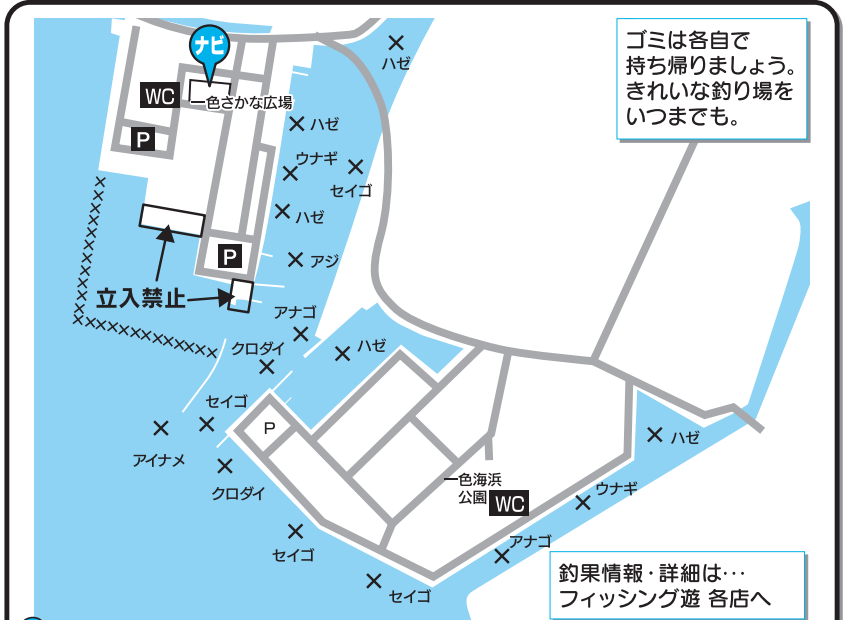 ハゼ
ゴミは各自で
持ち帰りましょう。
きれいな釣り場を
いつまでも。
ナビ
WC
一色さかな広場
P
ハゼ
ウナギ
セイゴ
ハゼ
P
アジ
立入禁止
アナゴ
クロダイ
ハゼ
セイゴ
P
アイナメ
クロダイ
ハゼ
一色海浜
公園
WC
ウナギ
アナゴ
セイゴ
セイゴ
釣果情報・詳細は…
フィッシング遊 各店へ